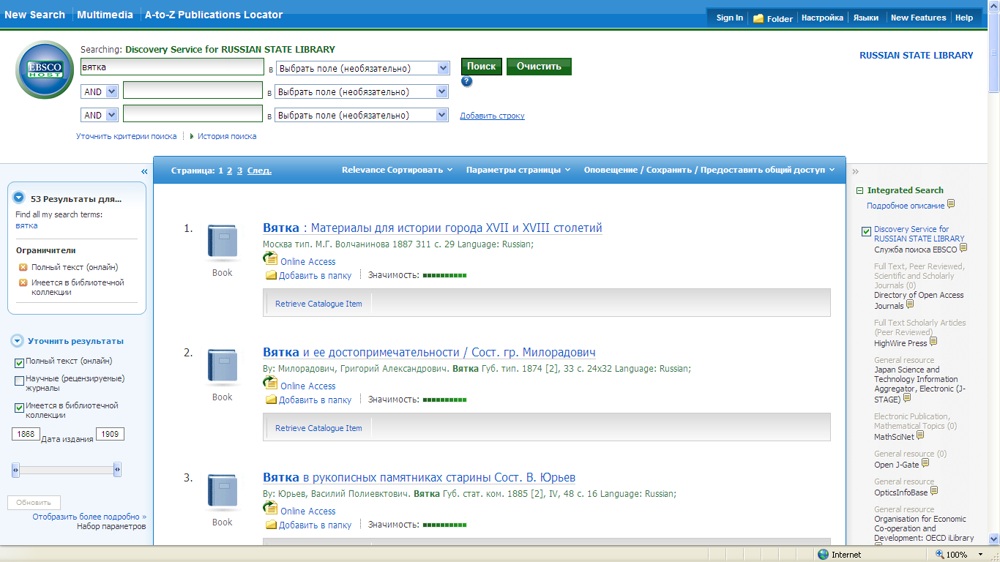 New Search Multimedia A-to-Z Publications Locator
Sign In Folder Настройка Языки New Features Help
Searching: Discovery Service for RUSSIAN STATE LIBRARY
RUSSIAN STATE LIBRARY
EBSCO
HOST
вятка в Выбрать поле (необязательно) Поиск Очистить
?
AND в Выбрать поле (необязательно)
AND в Выбрать поле (необязательно) Добавить строку
Уточнить критерии поиска История поиска
«
53 Результаты для...
Find all my search terms:
вятка
Ограничители
Полный текст (онлайн)
Имеется в библиотечной
коллекции
Уточнить результаты
Полный текст (онлайн)
Научные (рецензируемые)
журналы
Имеется в библиотечной
коллекции
1868 Дата издания 1909
Обновить
Отобразить более подробно »
Набор параметров
Страница: 1 2 3 След. Relevance Сортировать Параметры страницы Оповещение / Сохранить / Предоставить общий доступ
1. Вятка : Материалы для истории города XVII и XVIII столетий
Москва тип. М.Г. Волчанинова 1887 311 с. 29 Language: Russian;
Online Access
Book
Добавить в папку Значимость:
Retrieve Catalogue Item
2. Вятка и ее достопримечательности / Сост. гр. Милорадович
By: Милорадович, Григорий Александрович. Вятка Губ. тип. 1874 [2], 33 с. 24x32 Language: Russian;
Online Access
Book
Добавить в папку Значимость:
Retrieve Catalogue Item
3. Вятка в рукописных памятниках старины Сост. В. Юрьев
By: Юрьев, Василий Полиевктович. Вятка Губ. стат. ком. 1885 [2], IV, 48 с. 16 Language: Russian;
Online Access
Book
Добавить в папку Значимость:
»
Integrated Search
Подробное описание
Discovery Service for
RUSSIAN STATE LIBRARY
Служба поиска EBSCO
Full Text, Peer Reviewed,
Scientific and Scholarly
Journals (0)
Directory of Open Access
Journals
Full Text Scholarly Articles
(Peer Reviewed)
HighWire Press
General resource
Japan Science and
Technology Information
Aggregator, Electronic (J-
STAGE)
Electronic Publication,
Mathematical Topics (0)
MathSciNet
General resource (0)
Open J-Gate
General resource
OpticsInfoBase
General resource
Organisation for Economic
Co-operation and
Development: OECD iLibrary
Internet 100%